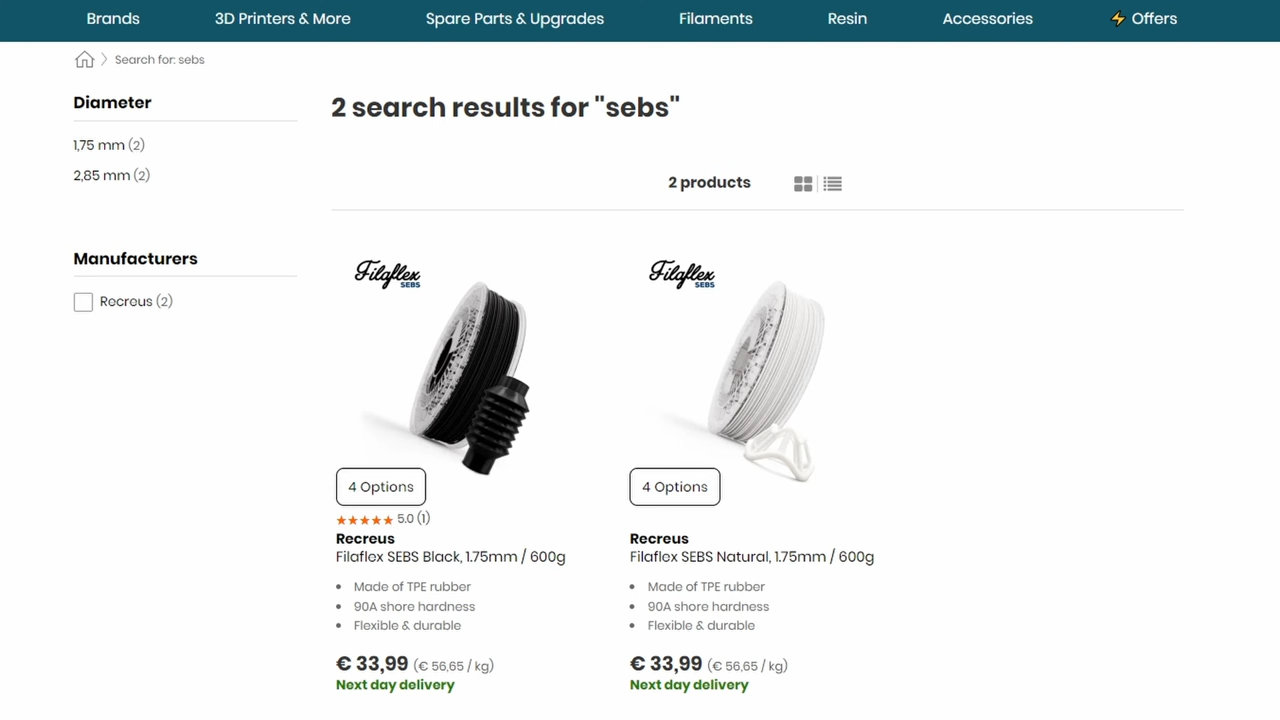 Brands
3D Printers & More
Spare Parts & Upgrades
Filaments
Resin
Accessories
Offers
Search for: sebs
Diameter
1,75 mm (2)
2,85 mm (2)
Manufacturers
Recreus (2)
2 search results for "sebs"
2 products
Filaflex
SEBS
4 Options
5.0 (1)
Recreus
Filaflex SEBS Black, 1.75mm / 600g
Made of TPE rubber
90A shore hardness
Flexible & durable
€ 33,99 (€ 56,65 / kg)
Next day delivery
Filaflex
SEBS
4 Options
Recreus
Filaflex SEBS Natural, 1.75mm / 600g
Made of TPE rubber
90A shore hardness
Flexible & durable
€ 33,99 (€ 56,65 / kg)
Next day delivery